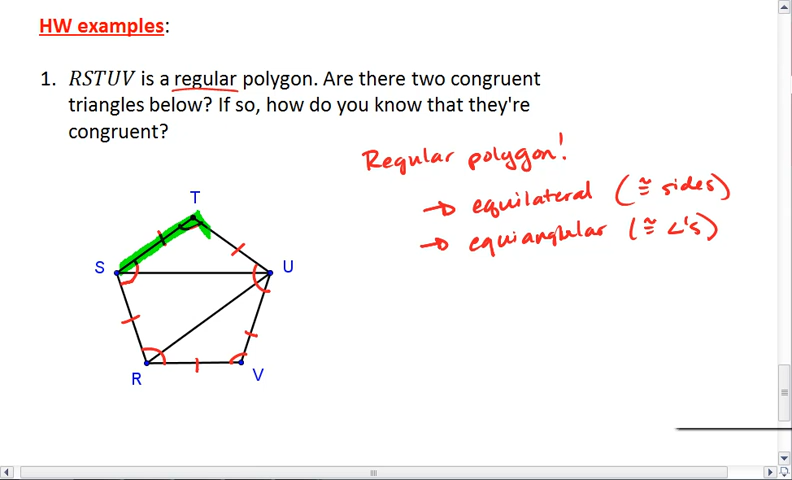 HW examples:
1. RSTUV is a regular polygon. Are there two congruent
triangles below? If so, how do you know that they're
congruent?
Regular polygon!
→ equilateral (≅ sides)
→ equiangular (≅ ∠'s)
T
S
U
R
V